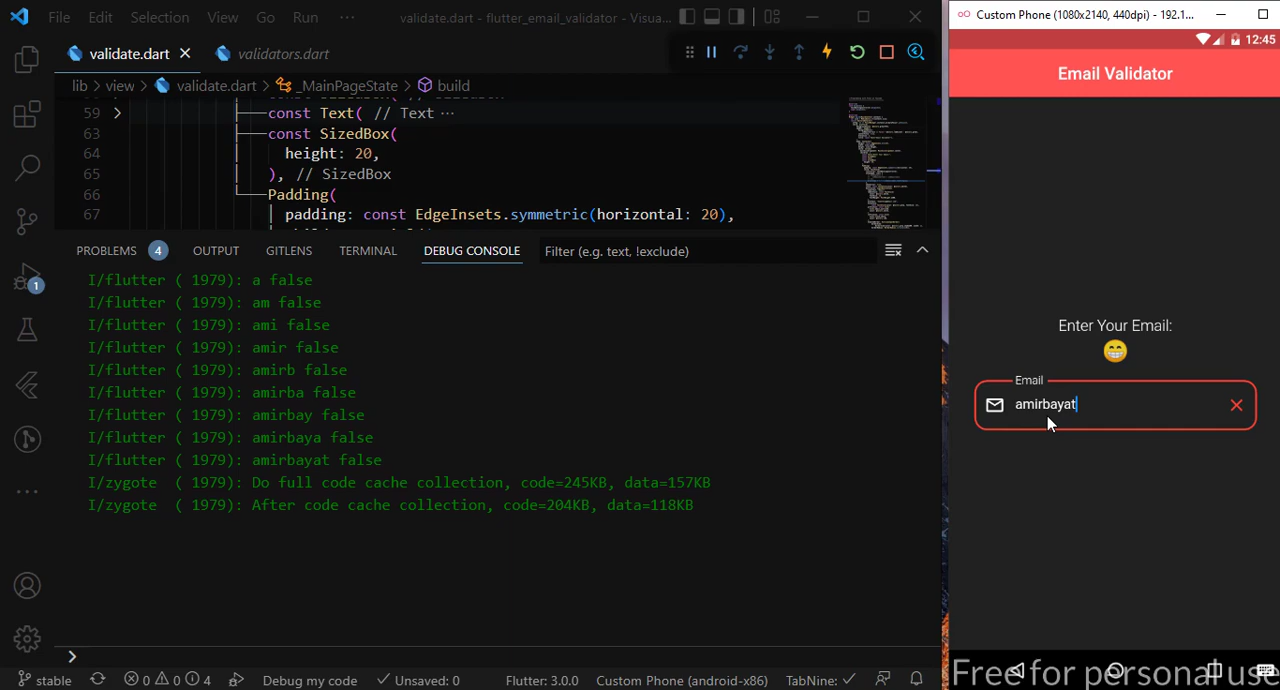 File Edit Selection View Go Run ··· validate.dart - flutter_email_validator - Visua...
validate.dart validators.dart
lib > view > validate.dart > _MainPageState > build
59 const Text( // Text ···
63 const SizedBox(
64 height: 20,
65 ), // SizedBox
66 Padding(
67 padding: const EdgeInsets.symmetric(horizontal: 20),
PROBLEMS 4 OUTPUT GITLENS TERMINAL DEBUG CONSOLE Filter (e.g. text, !exclude)
I/flutter ( 1979): a false
I/flutter ( 1979): am false
I/flutter ( 1979): ami false
I/flutter ( 1979): amir false
I/flutter ( 1979): amirb false
I/flutter ( 1979): amirba false
I/flutter ( 1979): amirbay false
I/flutter ( 1979): amirbaya false
I/flutter ( 1979): amirbayat false
I/zygote ( 1979): Do full code cache collection, code=245KB, data=157KB
I/zygote ( 1979): After code cache collection, code=204KB, data=118KB
1
stable 0 0 4 Debug my code Unsaved: 0 Flutter: 3.0.0 Custom Phone (android-x86) TabNine:
Custom Phone (1080x2140, 440dpi) - 192.1...
12:45
Email Validator
Enter Your Email:
Email
amirbayat
Free for personal use